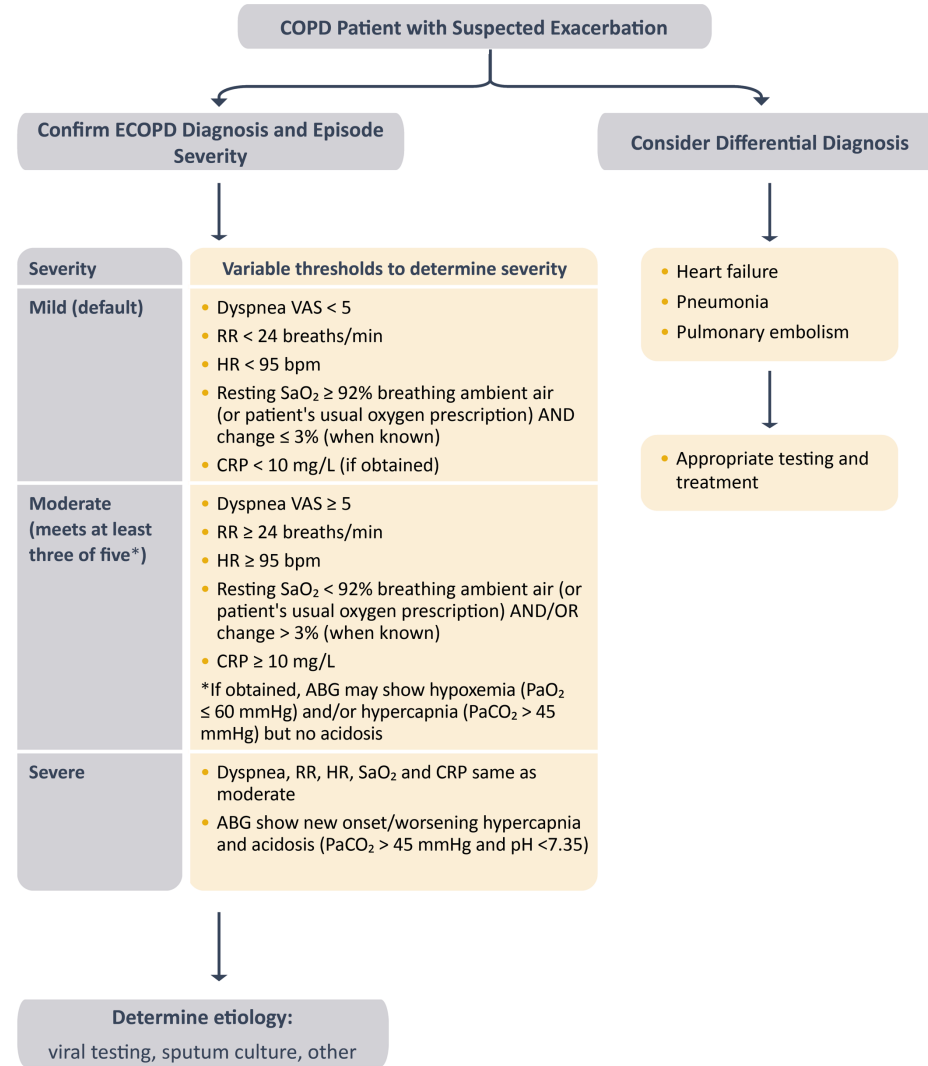 COPD Patient with Suspected Exacerbation
Confirm ECOPD Diagnosis and Episode
Severity
Consider Differential Diagnosis
Severity
Variable thresholds to determine severity
Mild (default)
• Dyspnea VAS < 5
• RR < 24 breaths/min
• HR < 95 bpm
• Resting SaO₂ ≥ 92% breathing ambient air
(or patient's usual oxygen prescription) AND
change ≤ 3% (when known)
• CRP < 10 mg/L (if obtained)
Moderate
(meets at least
three of five*)
• Dyspnea VAS ≥ 5
• RR ≥ 24 breaths/min
• HR ≥ 95 bpm
• Resting SaO₂ < 92% breathing ambient air (or
patient's usual oxygen prescription) AND/OR
change > 3% (when known)
• CRP ≥ 10 mg/L
*If obtained, ABG may show hypoxemia (PaO₂
≤ 60 mmHg) and/or hypercapnia (PaCO₂ > 45
mmHg) but no acidosis
Severe
• Dyspnea, RR, HR, SaO₂ and CRP same as
moderate
• ABG show new onset/worsening hypercapnia
and acidosis (PaCO₂ > 45 mmHg and pH <7.35)
Determine etiology:
viral testing, sputum culture, other
• Heart failure
• Pneumonia
• Pulmonary embolism
• Appropriate testing and
treatment